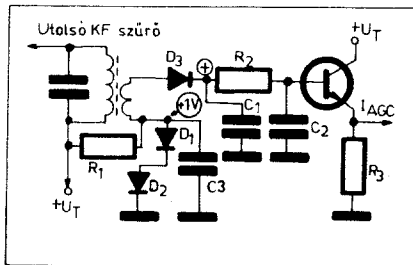 Utolsó KF szűrő
+U_T
D₃
+
R₂
+1V
I_AGC
D₁
C₁
C₂
R₁
D₂
C3
R₃
+U_T